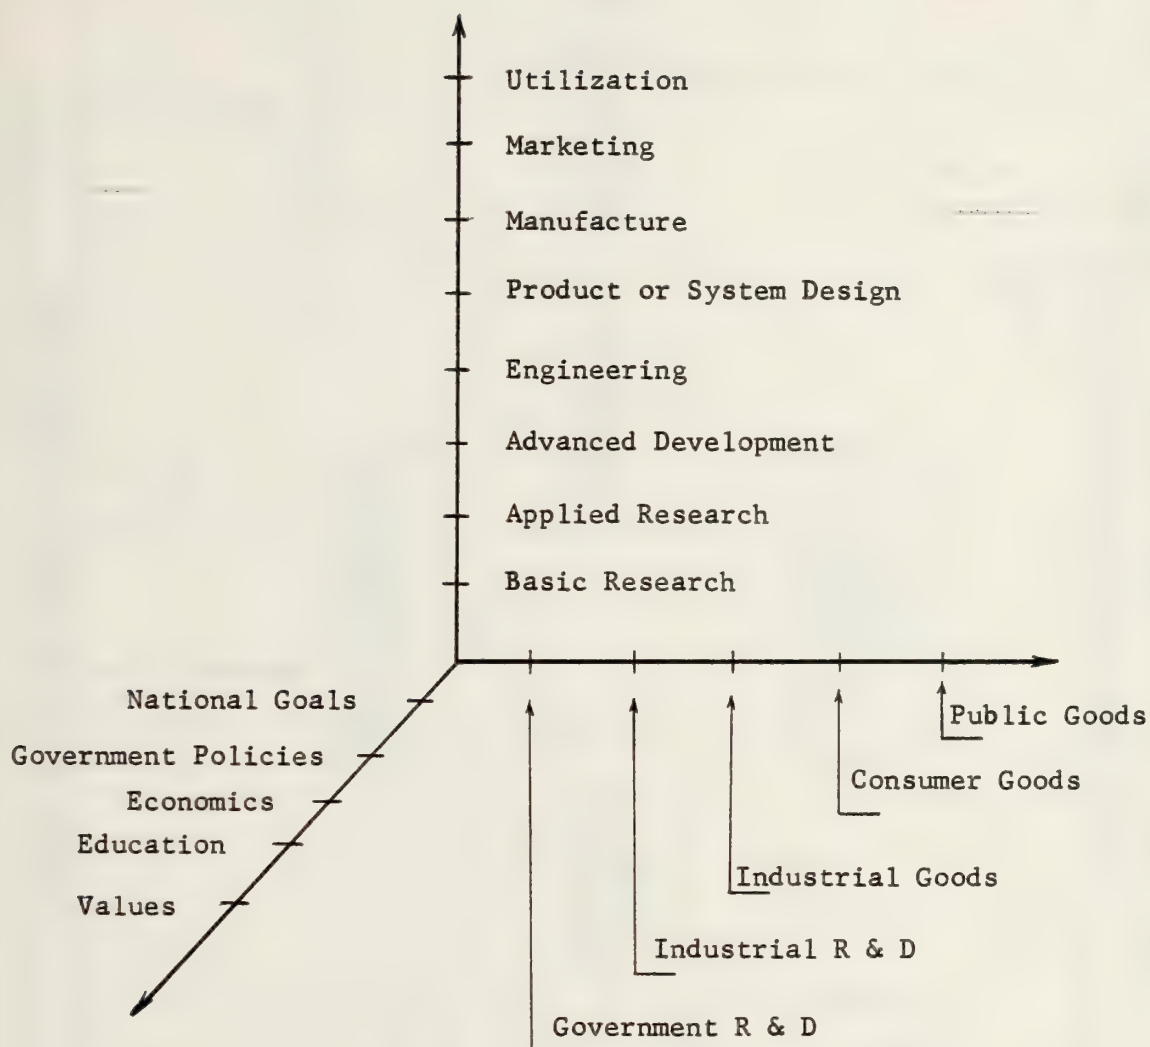 Utilization
Marketing
Manufacture
Product or System Design
Engineering
Advanced Development
Applied Research
Basic Research
National Goals
Government Policies
Economics
Education
Values
Public Goods
Consumer Goods
Industrial Goods
Industrial R & D
Government R & D